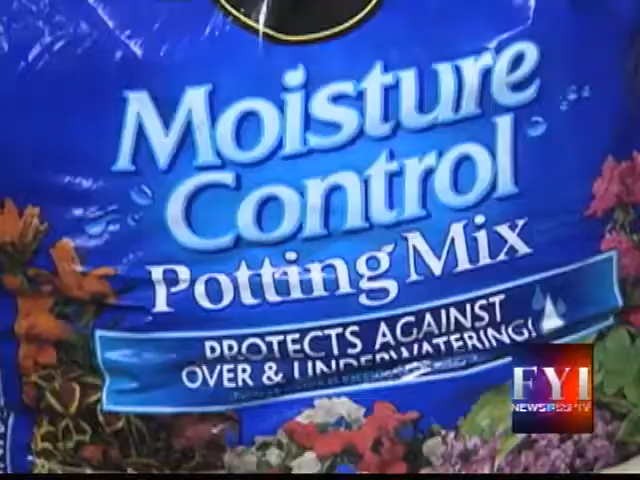 Moisture
Control
Potting Mix
PROTECTS AGAINST
OVER & UNDERWATERING!
FYI